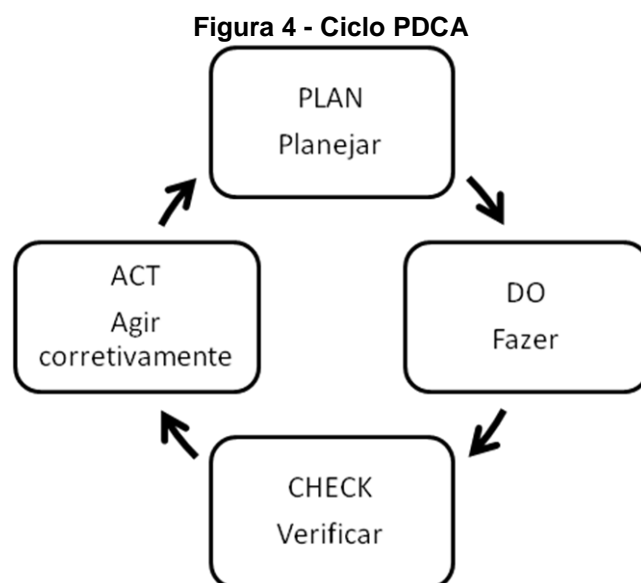 Figura 4 - Ciclo PDCA
PLAN
Planejar
DO
Fazer
CHECK
Verificar
ACT
Agir
corretivamente